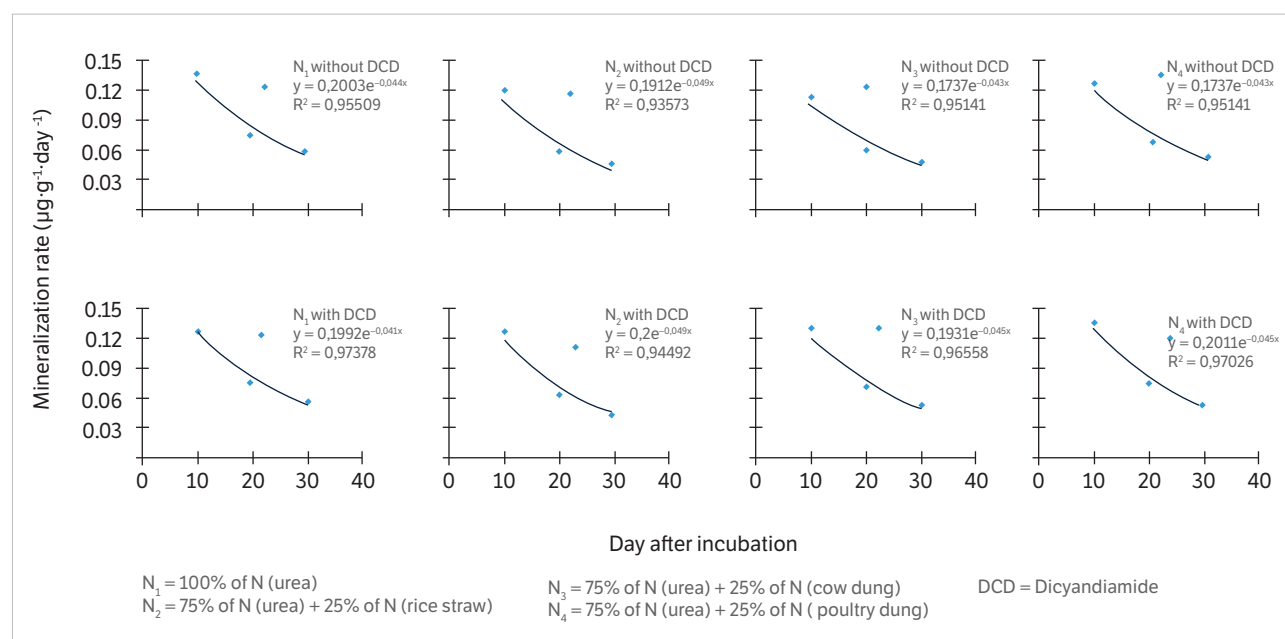 Mineralization rate (µg·g⁻¹·day ⁻¹)
0.15
0.12
0.09
0.06
0.03
N₁ without DCD
y = 0,2003e⁻⁰,⁰⁴⁴ˣ
R² = 0,95509
N₂ without DCD
y = 0,1912e⁻⁰,⁰⁴⁹ˣ
R² = 0,93573
N₃ without DCD
y = 0,1737e⁻⁰,⁰⁴³ˣ
R² = 0,95141
N₄ without DCD
y = 0,1737e⁻⁰,⁰⁴³ˣ
R² = 0,95141
0.15
0.12
0.09
0.06
0.03
N₁ with DCD
y = 0,1992e⁻⁰,⁰⁴¹ˣ
R² = 0,97378
N₂ with DCD
y = 0,2e⁻⁰,⁰⁴⁹ˣ
R² = 0,94492
N₃ with DCD
y = 0,1931e⁻⁰,⁰⁴⁵ˣ
R² = 0,96558
N₄ with DCD
y = 0,2011e⁻⁰,⁰⁴⁵ˣ
R² = 0,97026
0 10 20 30 40 0 10 20 30 40 0 10 20 30 40 0 10 20 30 40
Day after incubation
N₁ = 100% of N (urea)
N₂ = 75% of N (urea) + 25% of N (rice straw)
N₃ = 75% of N (urea) + 25% of N (cow dung)
N₄ = 75% of N (urea) + 25% of N ( poultry dung)
DCD = Dicyandiamide